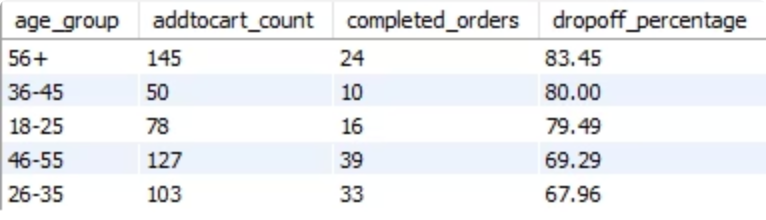 age_group addtocart_count completed_orders dropoff_percentage
56+ 145 24 83.45
36-45 50 10 80.00
18-25 78 16 79.49
46-55 127 39 69.29
26-35 103 33 67.96